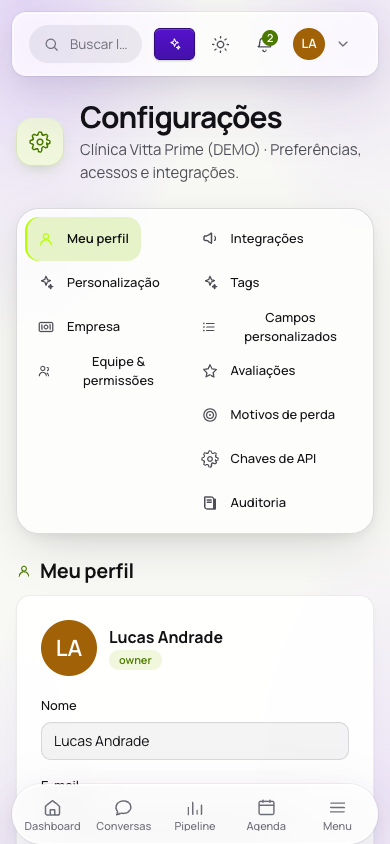 Buscar l...
2
LA
Configurações
Clínica Vitta Prime (DEMO) · Preferências,
acessos e integrações.
Meu perfil
Personalização
Empresa
Equipe &
permissões
Integrações
Tags
Campos
personalizados
Avaliações
Motivos de perda
Chaves de API
Auditoria
Meu perfil
LA
Lucas Andrade
owner
Nome
Lucas Andrade
E-mail
Dashboard
Conversas
Pipeline
Agenda
Menu